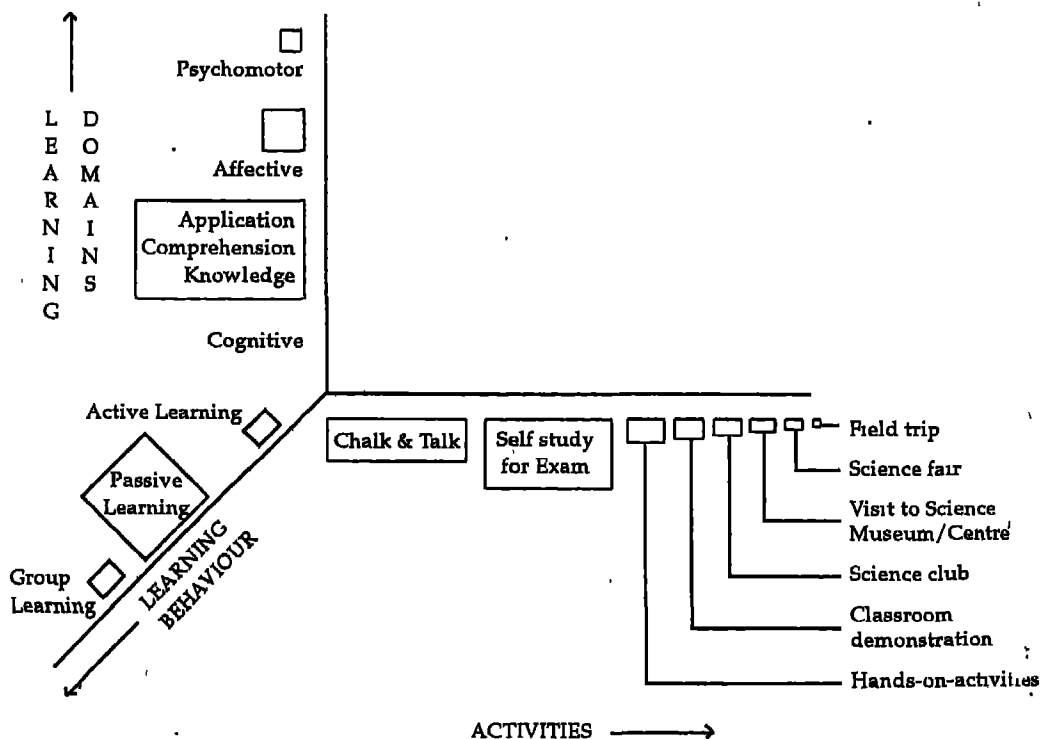 Psychomotor
LEARNING
DOMAINS
Affective
Application
Comprehension
Knowledge
Cognitive
Active Learning
Passive
Learning
Group
Learning
LEARNING
BEHAVIOUR
Chalk & Talk
Self study
for Exam
Field trip
Science fair
Visit to Science
Museum/Centre
Science club
Classroom
demonstration
Hands-on-activities
ACTIVITIES